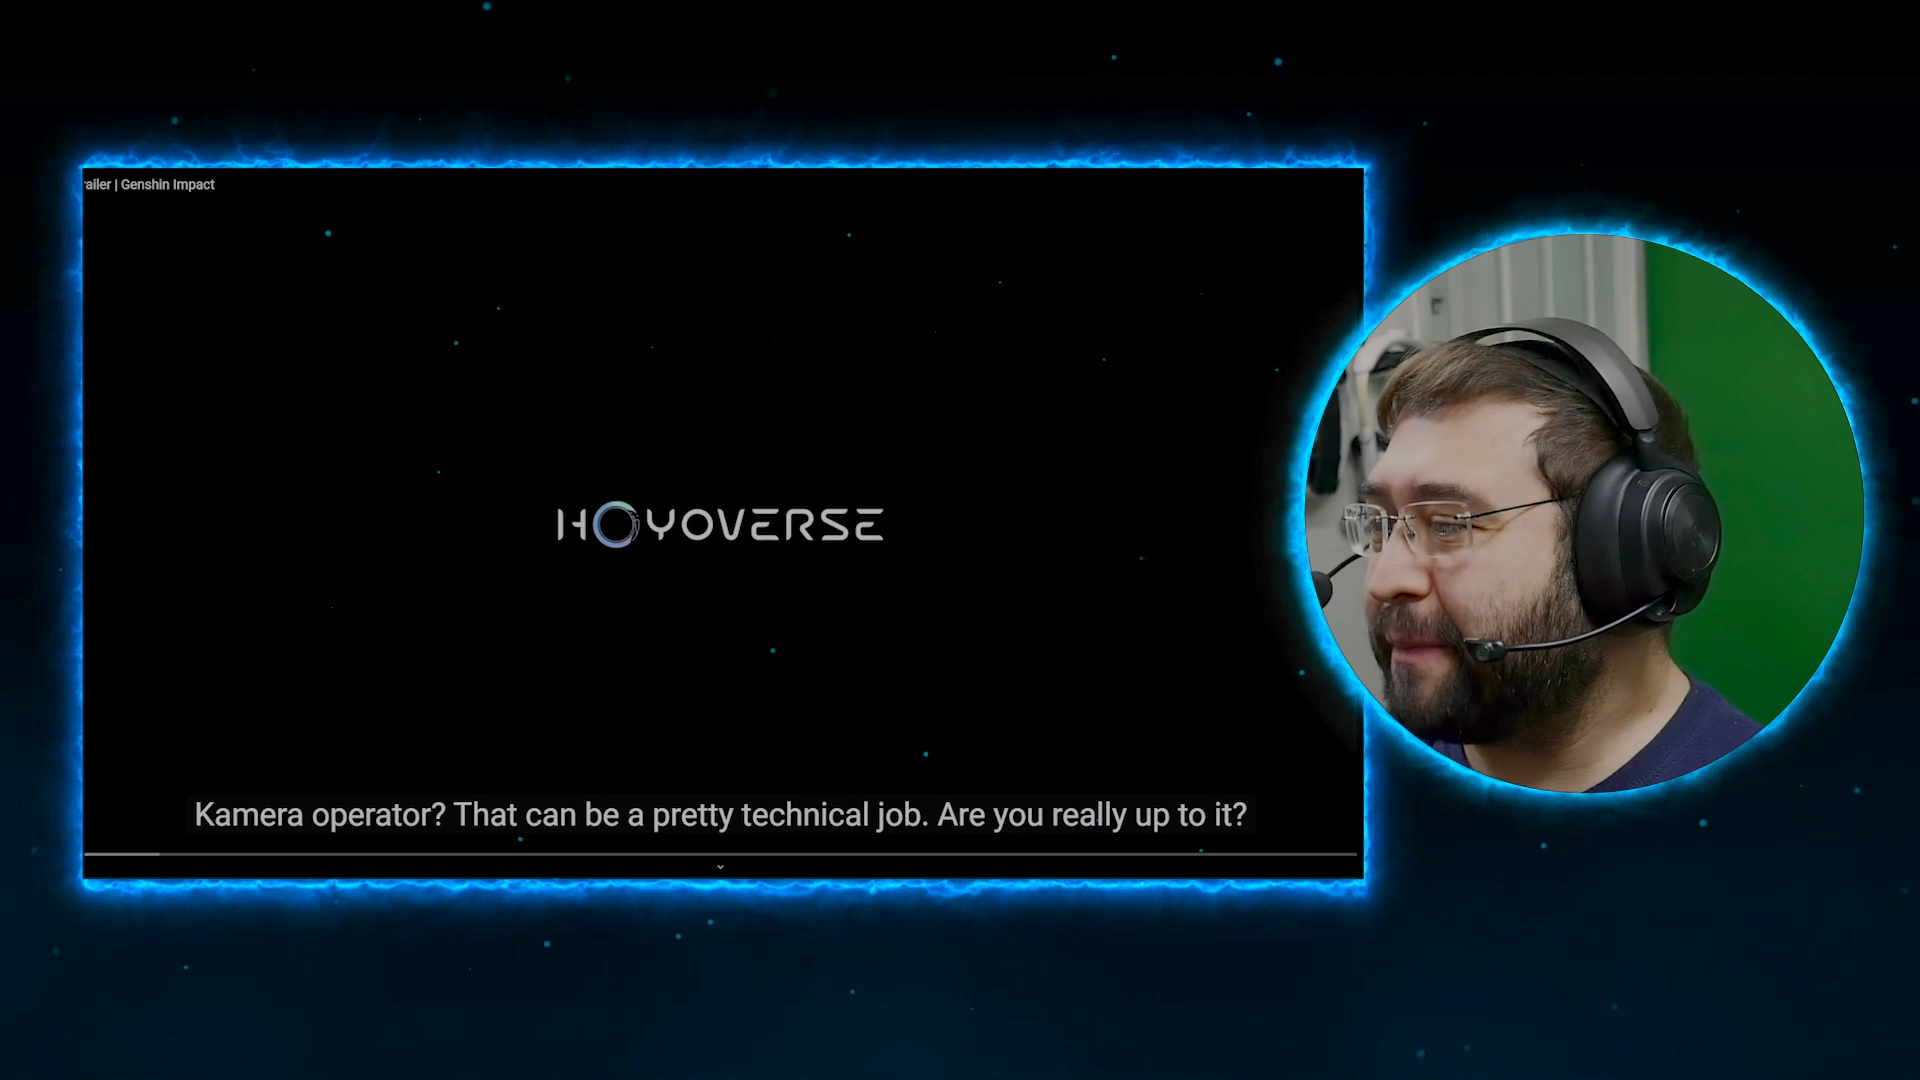 ailer | Genshin Impact
HOYOVERSE
Kamera operator? That can be a pretty technical job. Are you really up to it?